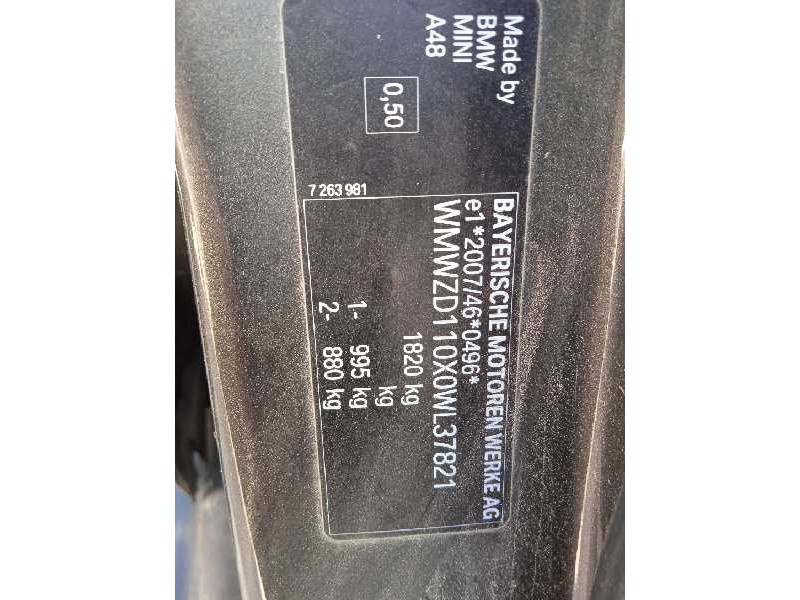 Made by
BMW
MINI
A48
0,50
7 263 981
BAYERISCHE MOTOREN WERKE AG
e1*2007/46*0496*
WMWZD110X0WL37821
1820 kg
kg
1- 995 kg
2- 880 kg